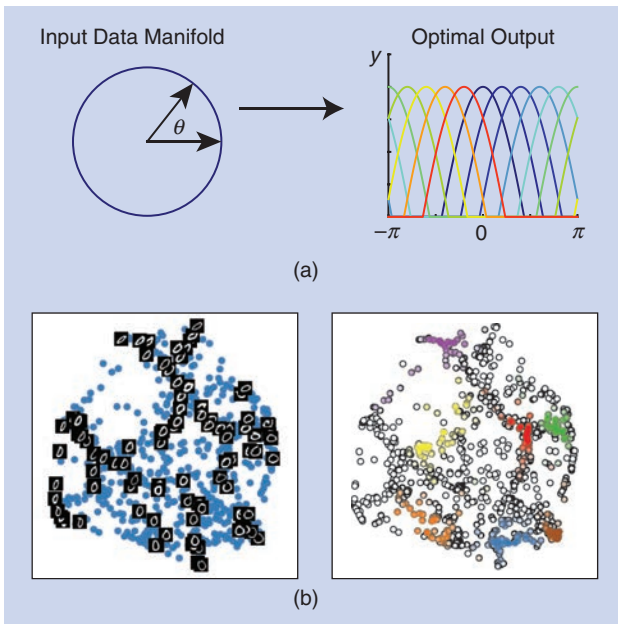 Input Data Manifold
Optimal Output
θ
y
−π 0 π
(a)
(b)